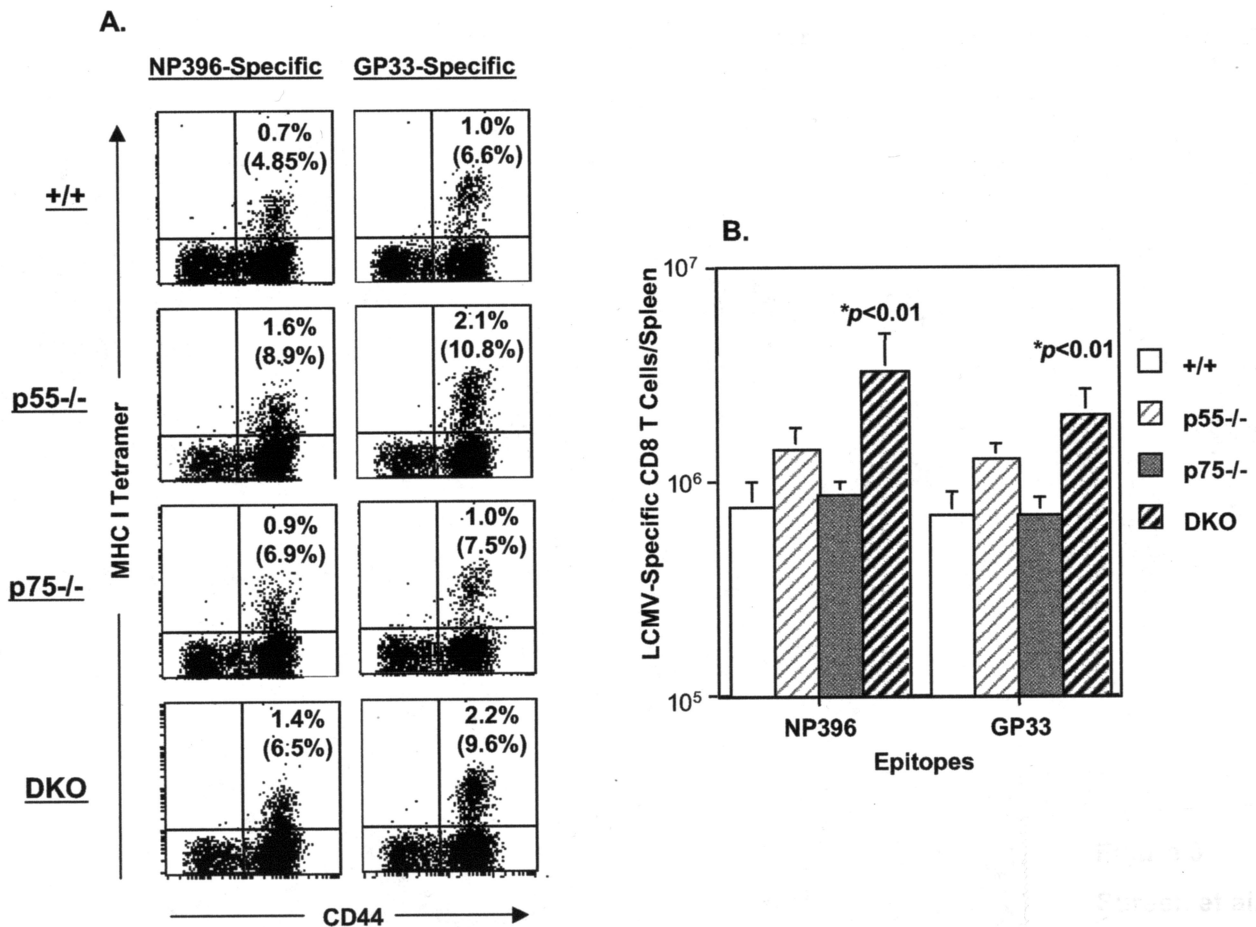 A.
NP396-Specific GP33-Specific
+/+
0.7%
(4.85%)
1.0%
(6.6%)
p55-/-
1.6%
(8.9%)
2.1%
(10.8%)
p75-/-
0.9%
(6.9%)
1.0%
(7.5%)
DKO
1.4%
(6.5%)
2.2%
(9.6%)
MHC I Tetramer
CD44
B.
LCMV-Specific CD8 T Cells/Spleen
10⁷
10⁶
10⁵
*p<0.01
*p<0.01
NP396 GP33
Epitopes
+/+
p55-/-
p75-/-
DKO